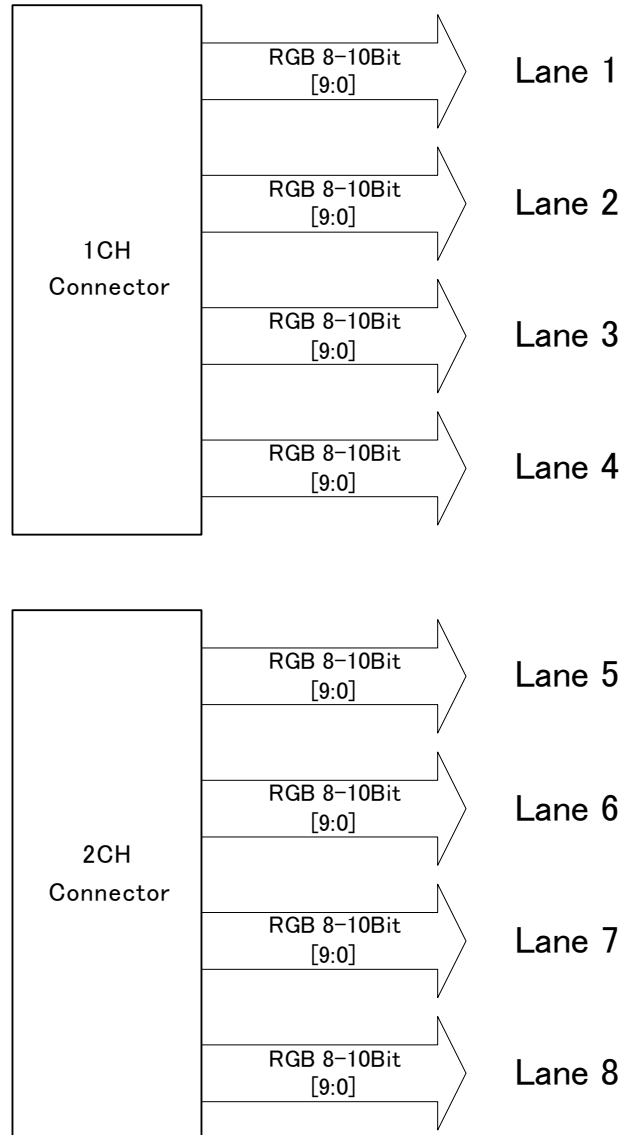 RGB 8-10Bit
[9:0]
Lane 1
RGB 8-10Bit
[9:0]
Lane 2
1CH
Connector
RGB 8-10Bit
[9:0]
Lane 3
RGB 8-10Bit
[9:0]
Lane 4
RGB 8-10Bit
[9:0]
Lane 5
RGB 8-10Bit
[9:0]
Lane 6
2CH
Connector
RGB 8-10Bit
[9:0]
Lane 7
RGB 8-10Bit
[9:0]
Lane 8